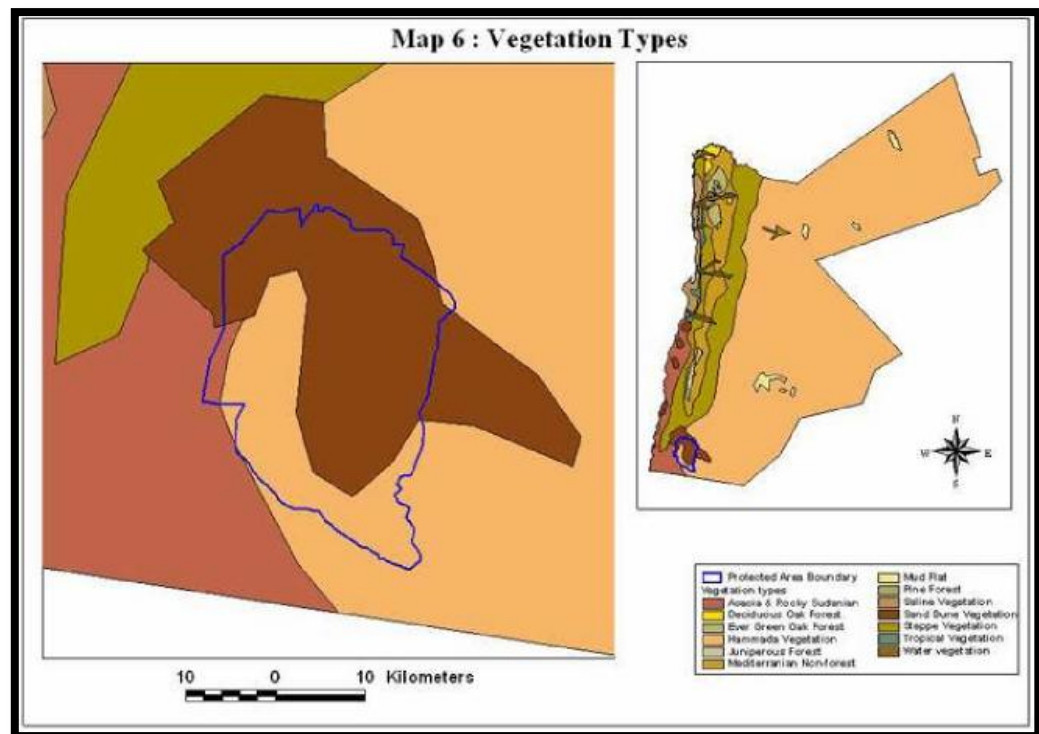 Map 6 : Vegetation Types
N
W E
S
Protected Area Boundary
Vegetation types
Acacia & Rocky Sudanian
Deciduous Oak Forest
Ever Green Oak Forest
Hammada Vegetation
Juniperous Forest
Mediterranian Non-forest
Mud Flat
Pine Forest
Saline Vegetation
Sand Dune Vegetation
Steppe Vegetation
Tropical Vegetation
Water vegetation
10 0 10 Kilometers